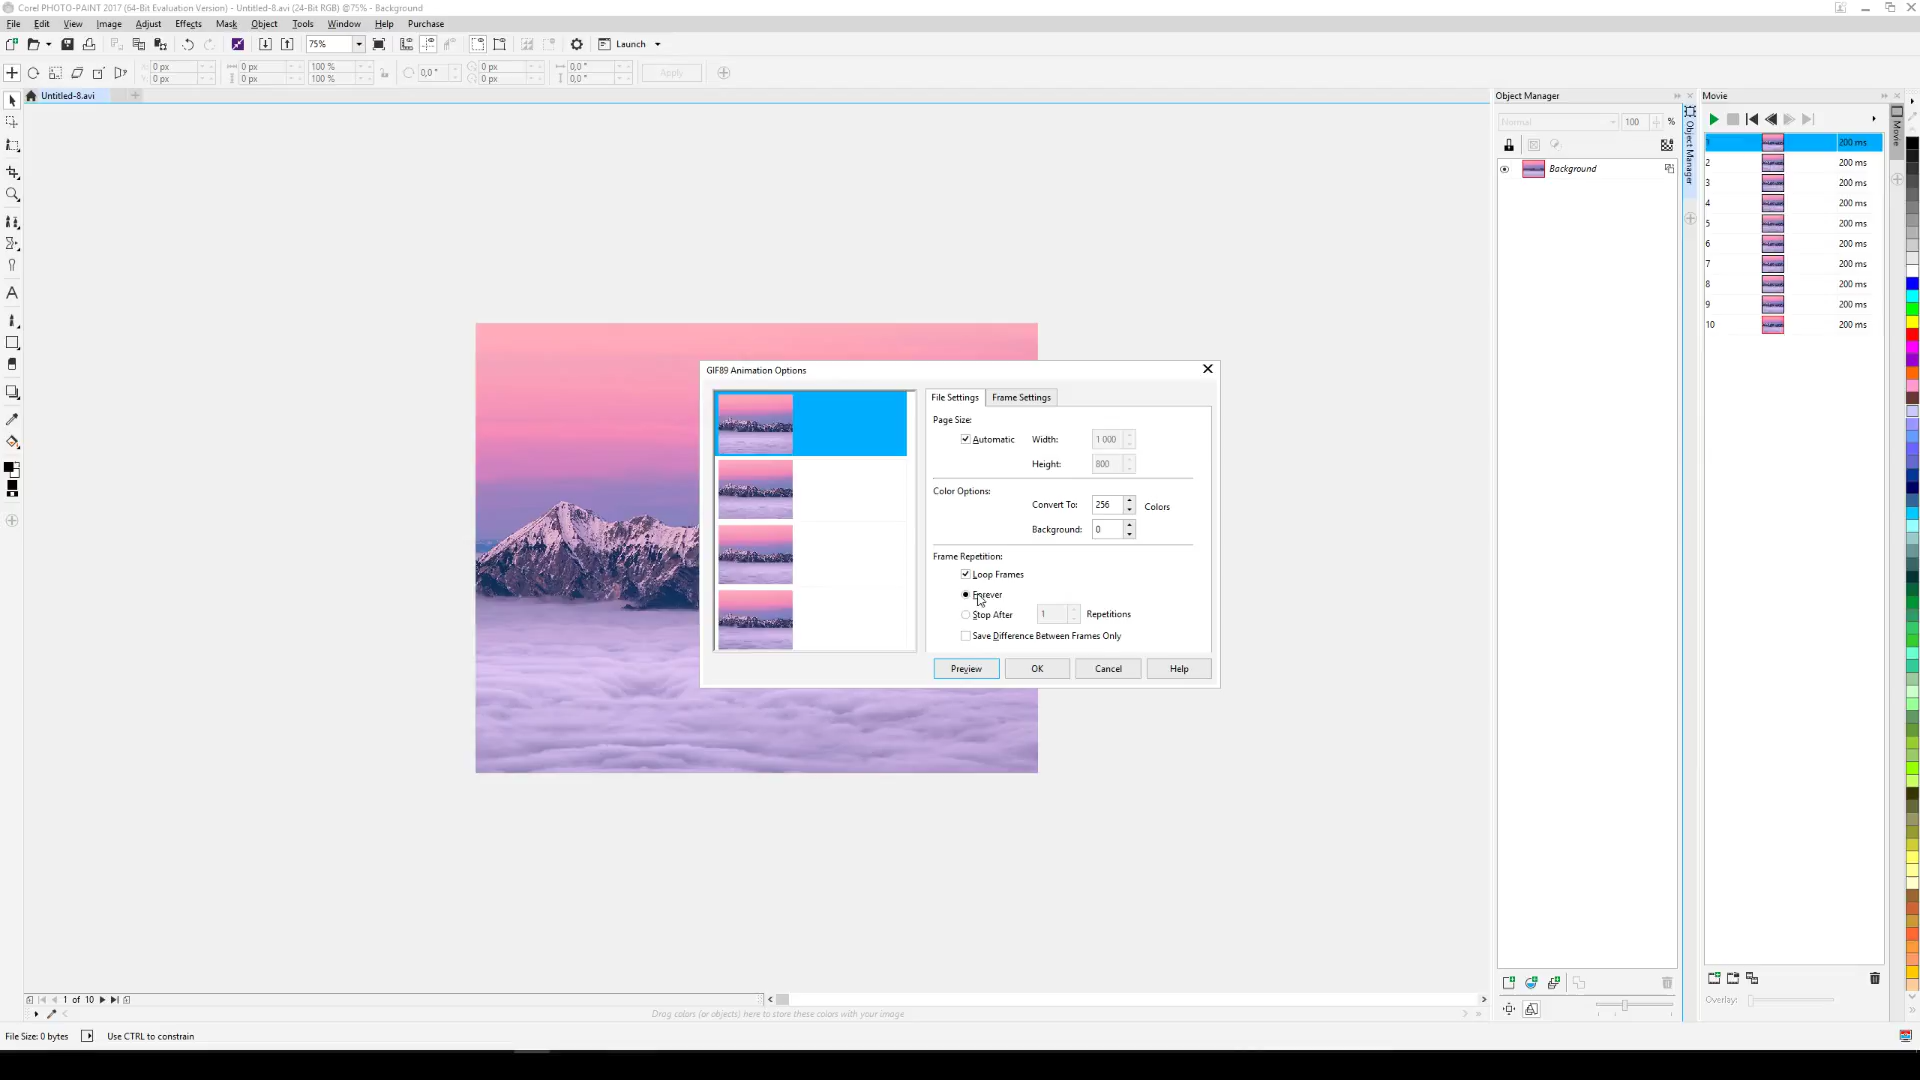 Corel PHOTO-PAINT 2017 (64-Bit Evaluation Version) - Untitled-8.avi (24-Bit RGB) @75% - Background
File Edit View Image Adjust Effects Mask Object Tools Window Help Purchase
75% Launch
0 px 0 px 100 % 0,0 ° 0 px 0,0 °
0 px 0 px 100 % 0 px 0,0 ° Apply
Untitled-8.avi
Object Manager
Normal 100 %
Background
Object Manager
Movie
1 200 ms
2 200 ms
3 200 ms
4 200 ms
5 200 ms
6 200 ms
7 200 ms
8 200 ms
9 200 ms
10 200 ms
Movie
Overlay:
GIF89 Animation Options
File Settings Frame Settings
Page Size:
Automatic Width: 1 000
Height: 800
Color Options:
Convert To: 256 Colors
Background: 0
Frame Repetition:
Loop Frames
Forever
Stop After 1 Repetitions
Save Difference Between Frames Only
Preview OK Cancel Help
1 of 10
Drag colors (or objects) here to store these colors with your image
File Size: 0 bytes Use CTRL to constrain